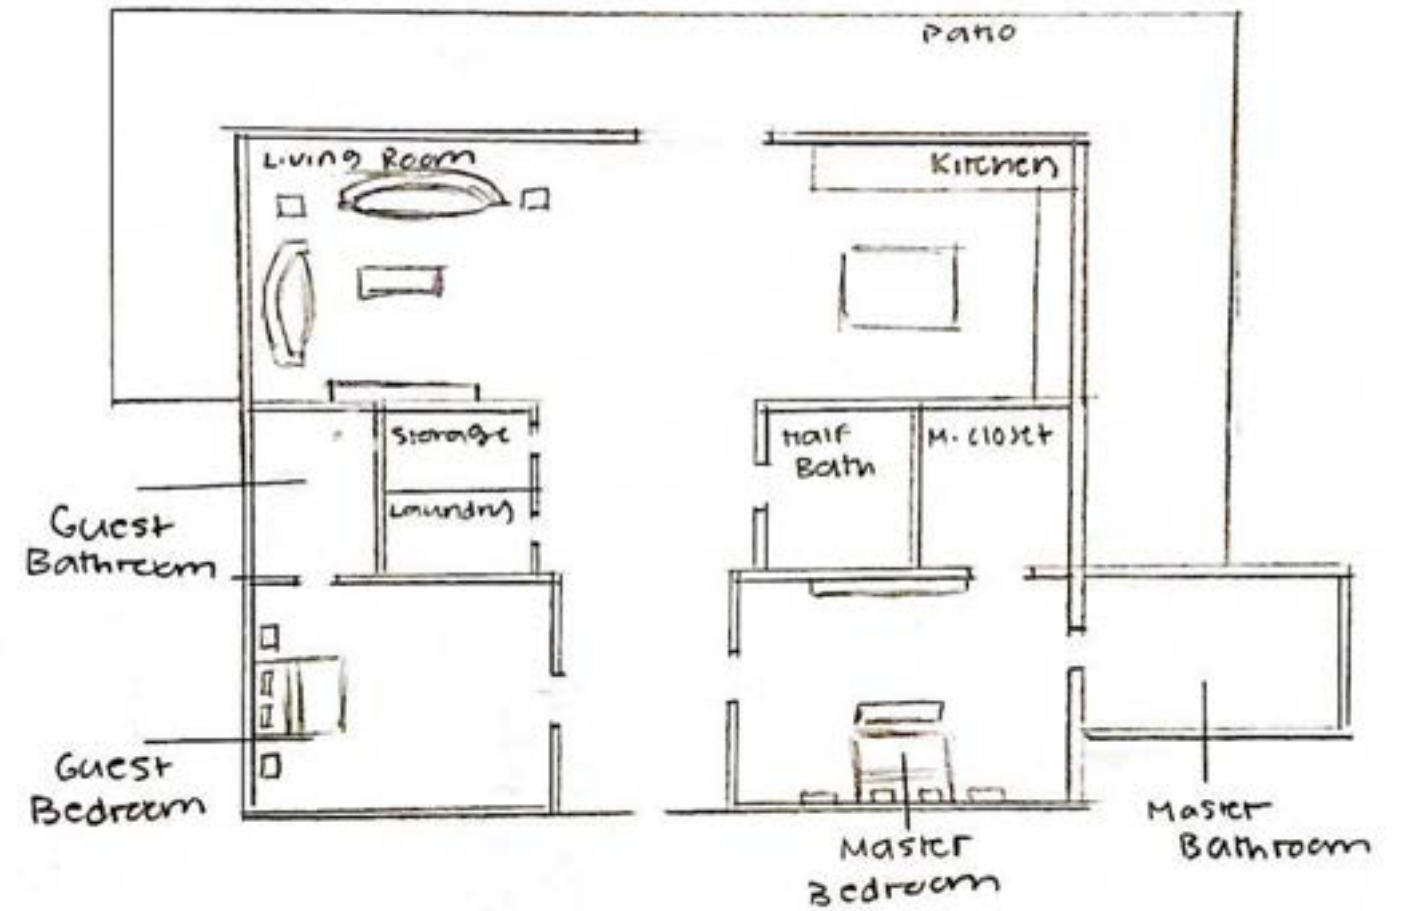 Patio
Living Room
Kitchen
Storage
Laundry
Half
Bath
M. Closet
Guest
Bathroom
Guest
Bedroom
Master
Bedroom
Master
Bathroom